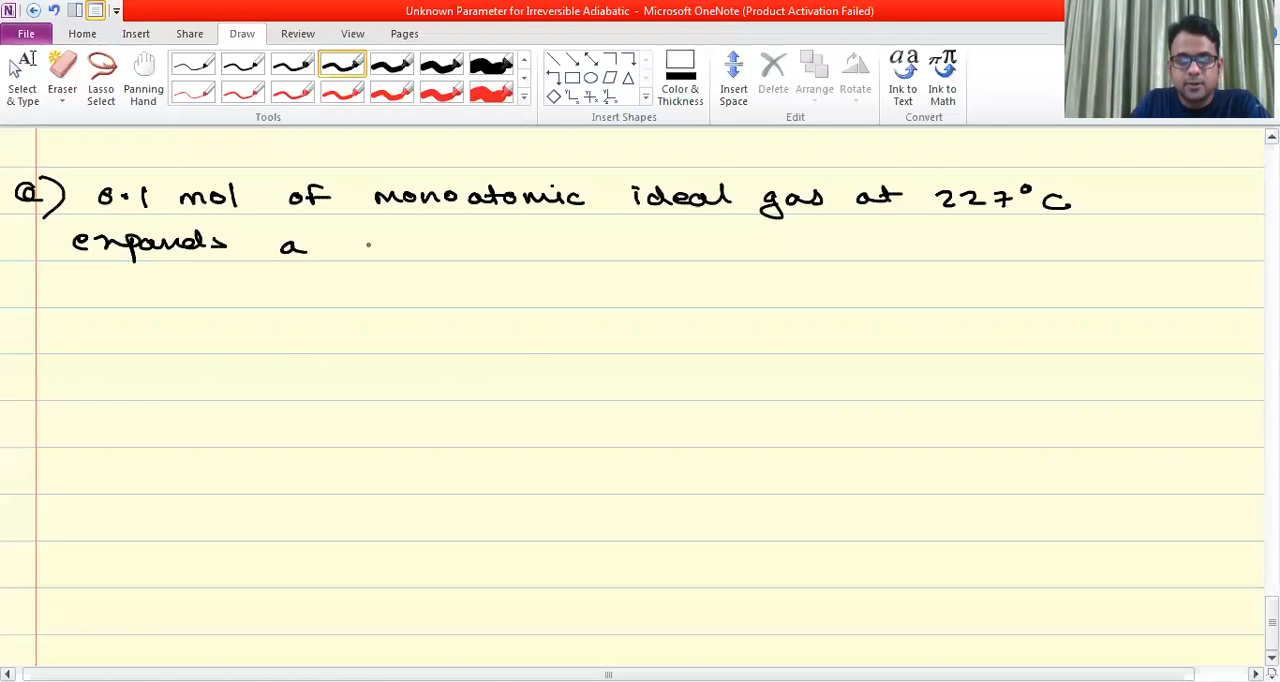 Unknown Parameter for Irreversible Adiabatic - Microsoft OneNote (Product Activation Failed)
File Home Insert Draw Review Share View Pages
Select & Type Eraser Lasso Select Panning Hand Color & Thickness Insert Space Delete Arrange Rotate Ink to Text Ink to Math
Tools Insert Shapes Edit Convert
Q) 0.1 mol of monoatomic ideal gas at 227°C
expands a